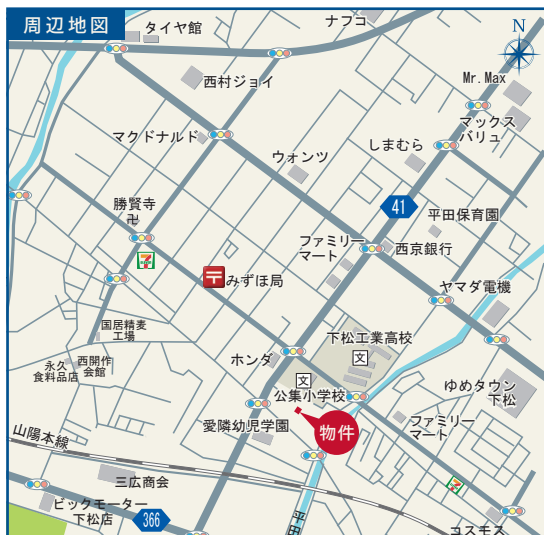 周辺地図
タイヤ館
ナフコ
N
西村ジョイ
Mr.Max
マックス
バリュ
マクドナルド
ウォンツ
しまむら
勝賢寺
卍
41
平田保育園
ファミリー
マート
西京銀行
7
みずほ局
ヤマダ電機
国居精麦
工場
下松工業高校
文
ホンダ
永久
食料品店
西開作
会館
文
公集小学校
ゆめタウン
下松
愛隣幼児学園
物件
ファミリー
マート
山陽本線
三広商会
7
ビックモーター
下松店
366
平田
コスモス